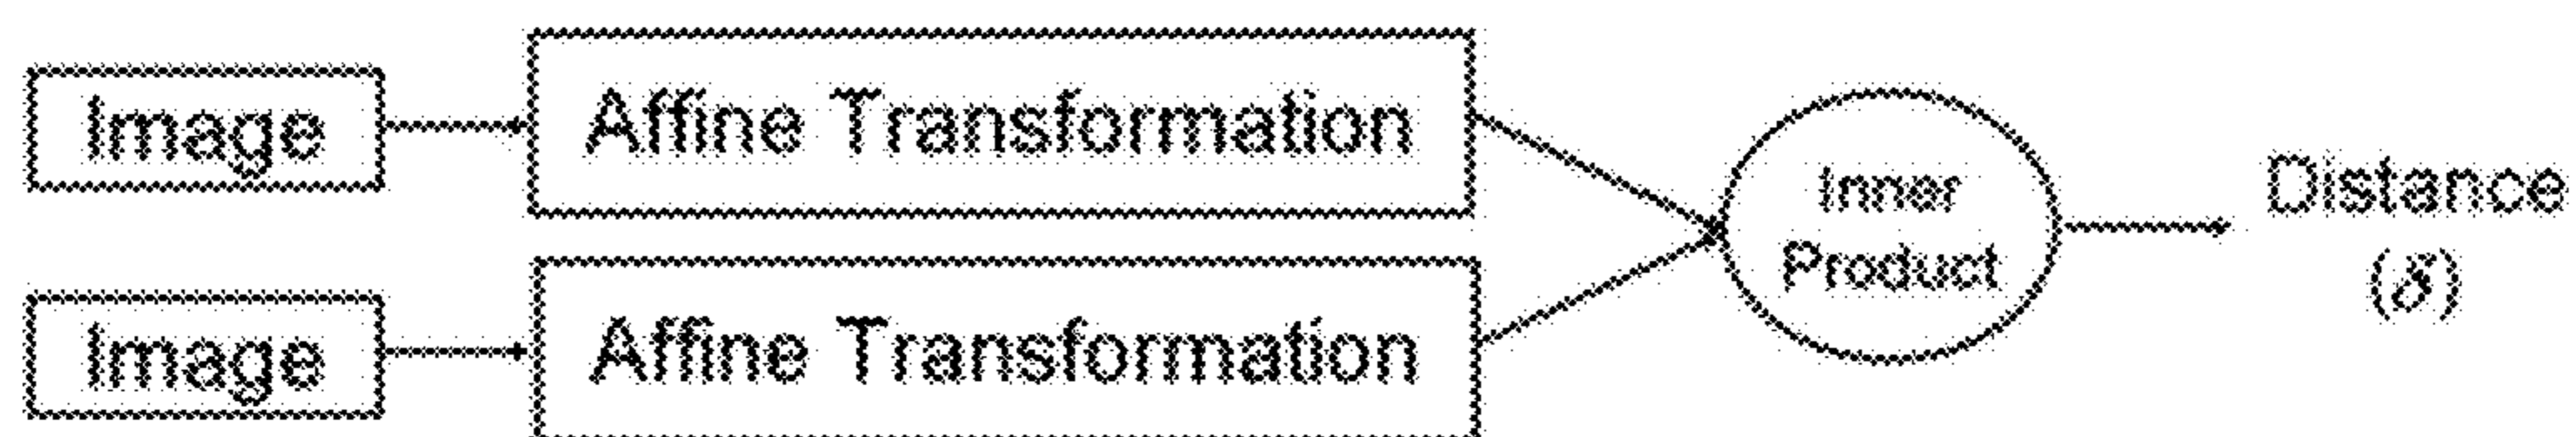 Image
Affine Transformation
Inner
Product
Distance
(δ)
Image
Affine Transformation